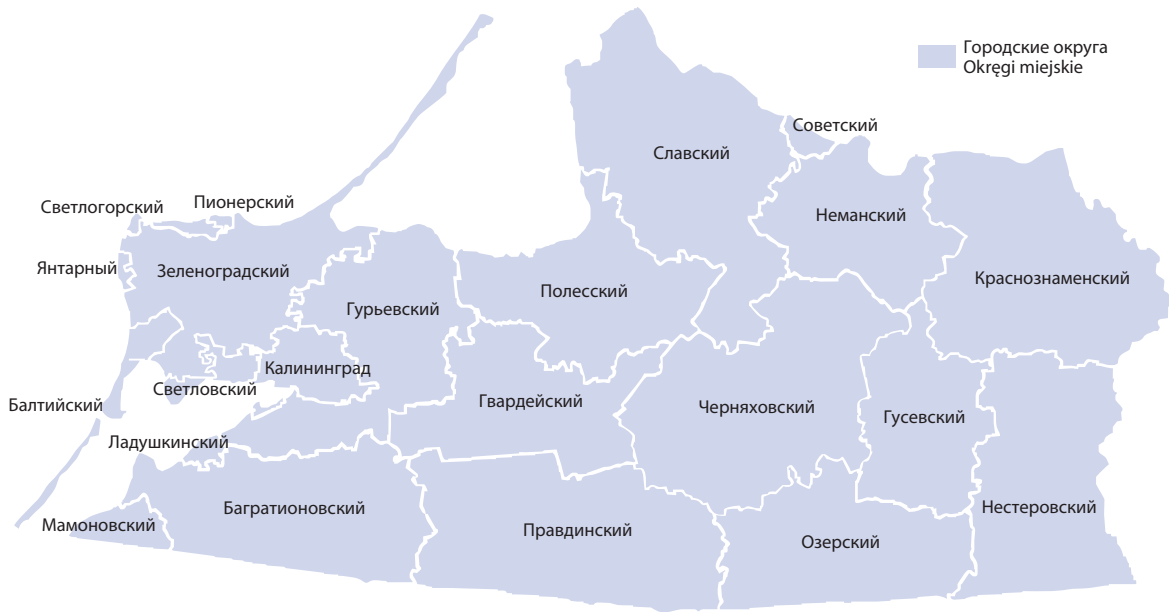 Городские округа
Okręgi miejskie
Советский
Славский
Пионерский
Светлогорский
Неманский
Янтарный
Зеленоградский
Краснознаменский
Полесский
Гурьевский
Калининград
Светловский
Балтийский
Гвардейский
Черняховский
Гусевский
Ладушкинский
Багратионовский
Нестеровский
Мамоновский
Правдинский
Озерский